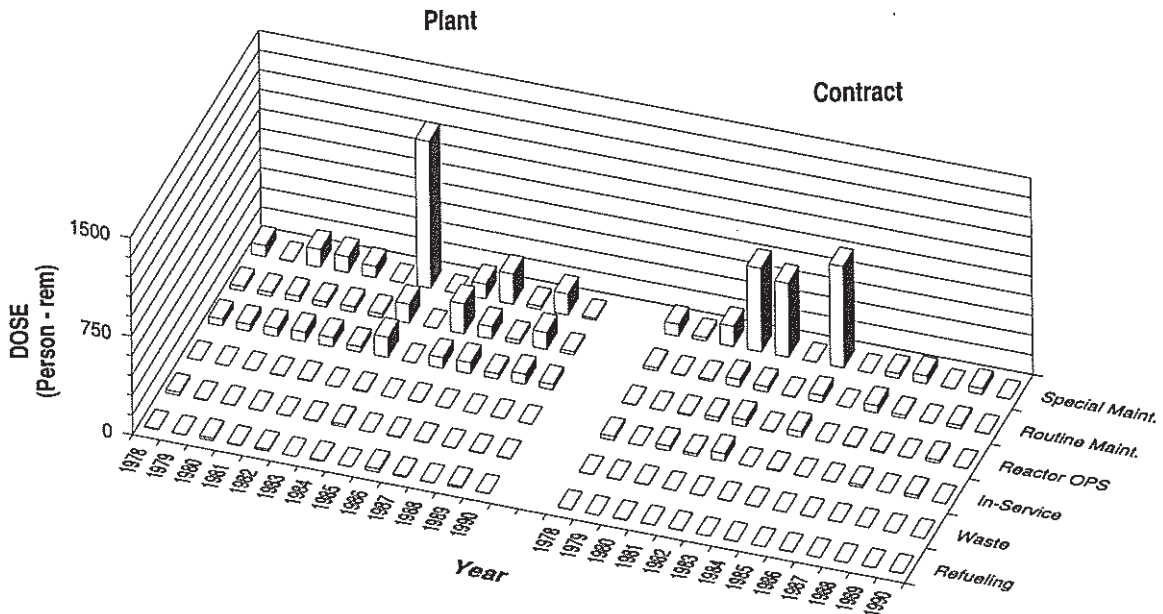 Plant
Contract
1500
750
0
DOSE
(Person - rem)
1978
1979
1980
1981
1982
1983
1984
1985
1986
1987
1988
1989
1990
1978
1979
1980
1981
1982
1983
1984
1985
1986
1987
1988
1989
1990
Year
Special Maint.
Routine Maint.
Reactor OPS
In-Service
Waste
Refueling